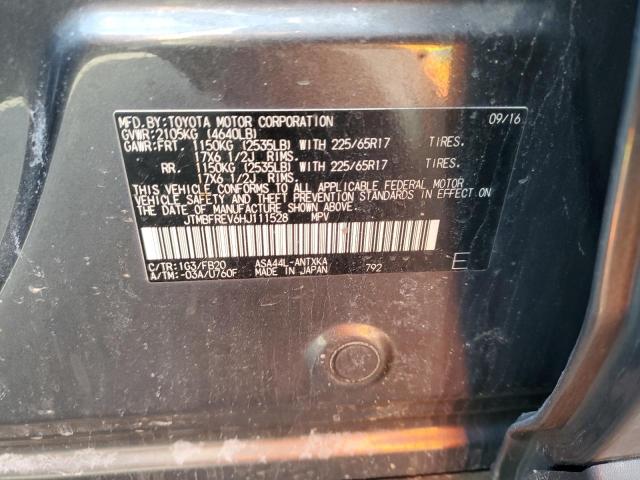 MFD.BY:TOYOTA MOTOR CORPORATION 09/16
GVWR:2105KG (4640LB)
GAWR:FRT. 1150KG (2535LB) WITH 225/65R17 TIRES,
17X6 1/2J RIMS.
RR. 1150KG (2535LB) WITH 225/65R17 TIRES,
17X6 1/2J RIMS.
THIS VEHICLE CONFORMS TO ALL APPLICABLE FEDERAL MOTOR
VEHICLE SAFETY AND THEFT PREVENTION STANDARDS IN EFFECT ON
THE DATE OF MANUFACTURE SHOWN ABOVE.
JTMBFREV6HJ111528 MPV
C/TR:1G3/FB20 ASA44L-ANTXKA
A/TM:-03A/U760F MADE IN JAPAN 792 E